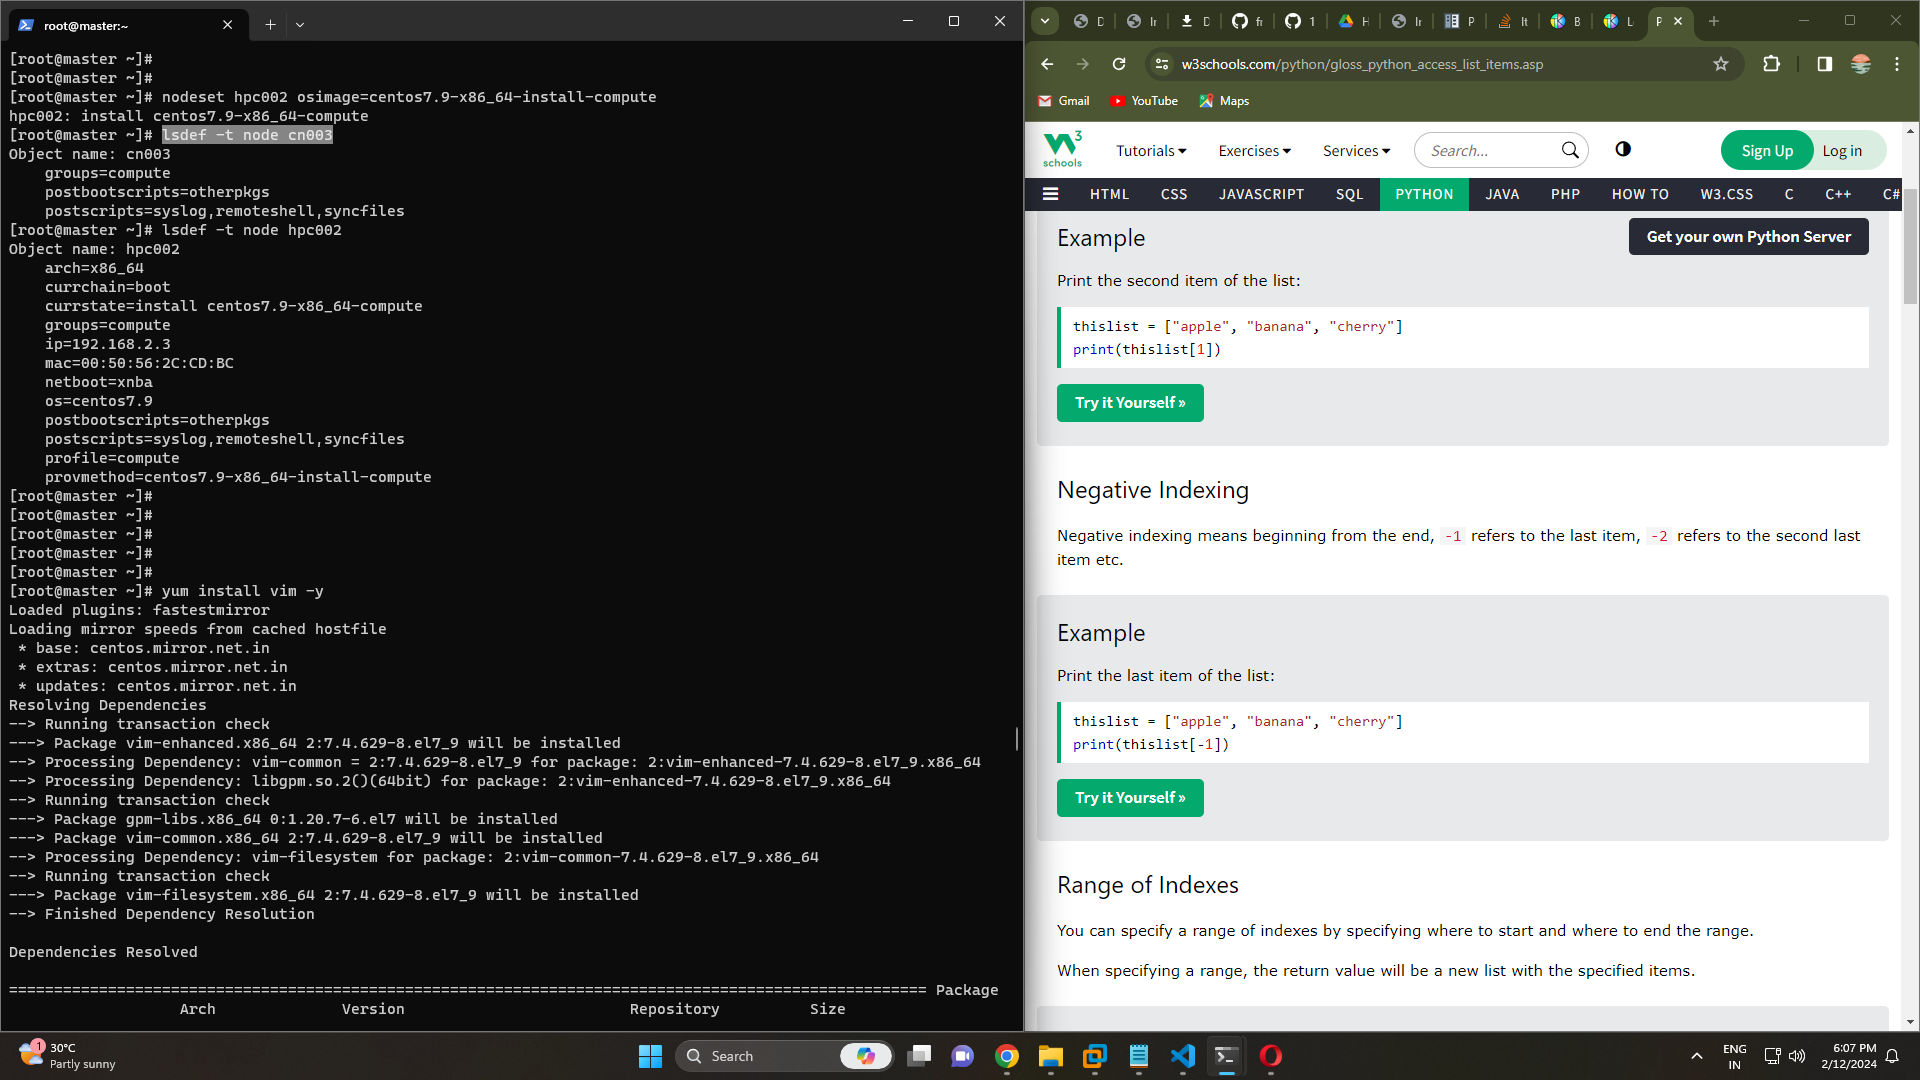 root@master:~
[root@master ~]#
[root@master ~]#
[root@master ~]# nodeset hpc002 osimage=centos7.9-x86_64-install-compute
hpc002: install centos7.9-x86_64-compute
[root@master ~]# lsdef -t node cn003
Object name: cn003
    groups=compute
    postbootscripts=otherpkgs
    postscripts=syslog,remoteshell,syncfiles
[root@master ~]# lsdef -t node hpc002
Object name: hpc002
    arch=x86_64
    currchain=boot
    currstate=install centos7.9-x86_64-compute
    groups=compute
    ip=192.168.2.3
    mac=00:50:56:2C:CD:BC
    netboot=xnba
    os=centos7.9
    postbootscripts=otherpkgs
    postscripts=syslog,remoteshell,syncfiles
    profile=compute
    provmethod=centos7.9-x86_64-install-compute
[root@master ~]#
[root@master ~]#
[root@master ~]#
[root@master ~]#
[root@master ~]#
[root@master ~]# yum install vim -y
Loaded plugins: fastestmirror
Loading mirror speeds from cached hostfile
 * base: centos.mirror.net.in
 * extras: centos.mirror.net.in
 * updates: centos.mirror.net.in
Resolving Dependencies
--> Running transaction check
---> Package vim-enhanced.x86_64 2:7.4.629-8.el7_9 will be installed
--> Processing Dependency: vim-common = 2:7.4.629-8.el7_9 for package: 2:vim-enhanced-7.4.629-8.el7_9.x86_64
--> Processing Dependency: libgpm.so.2()(64bit) for package: 2:vim-enhanced-7.4.629-8.el7_9.x86_64
--> Running transaction check
---> Package gpm-libs.x86_64 0:1.20.7-6.el7 will be installed
---> Package vim-common.x86_64 2:7.4.629-8.el7_9 will be installed
--> Processing Dependency: vim-filesystem for package: 2:vim-common-7.4.629-8.el7_9.x86_64
--> Running transaction check
---> Package vim-filesystem.x86_64 2:7.4.629-8.el7_9 will be installed
--> Finished Dependency Resolution
Dependencies Resolved
====================================================================================================== Package
Arch Version Repository Size
D Ir D fr 1 H Ir P It B L P
w3schools.com/python/gloss_python_access_list_items.asp
Gmail YouTube Maps
W3 schools Tutorials Exercises Services Search... Sign Up Log in
HTML CSS JAVASCRIPT SQL PYTHON JAVA PHP HOW TO W3.CSS C C++ C#
Example
Get your own Python Server
Print the second item of the list:
thislist = ["apple", "banana", "cherry"]
print(thislist[1])
Try it Yourself »
Negative Indexing
Negative indexing means beginning from the end, -1 refers to the last item, -2 refers to the second last
item etc.
Example
Print the last item of the list:
thislist = ["apple", "banana", "cherry"]
print(thislist[-1])
Try it Yourself »
Range of Indexes
You can specify a range of indexes by specifying where to start and where to end the range.
When specifying a range, the return value will be a new list with the specified items.
1 30°C
Partly sunny
Search
ENG
IN
6:07 PM
2/12/2024